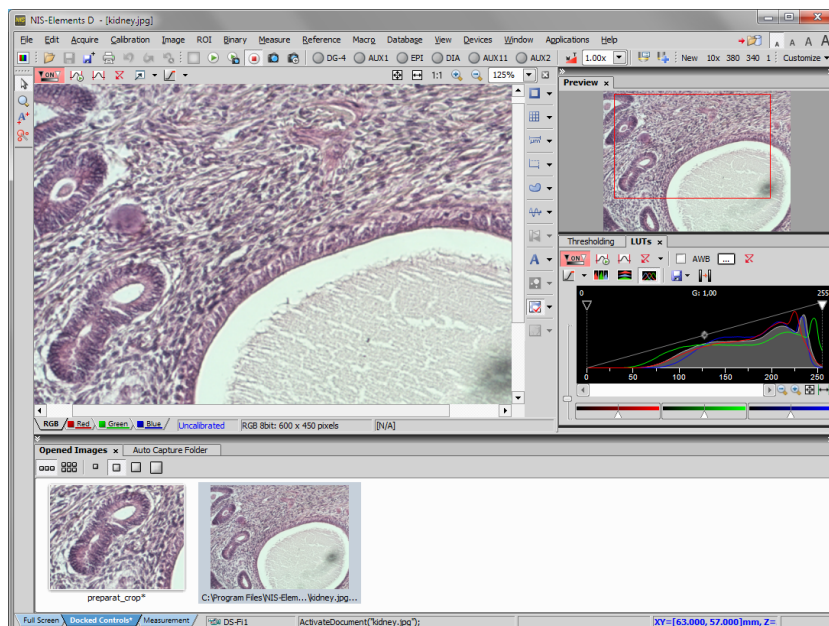 NIS-Elements D - [kidney.jpg]
File Edit Acquire Calibration Image ROI Binary Measure Reference Macro Database View Devices Window Applications Help
A A A A
DG-4 AUX1 EPI DIA AUX11 AUX2 1.00x New 10x 380 340 1 Customize
ON 1:1 125%
Preview x
Thresholding LUTs x
ON AWB ...
0 G: 1,00 255
0 50 100 150 200 250
RGB Red Green Blue Uncalibrated RGB 8bit: 600 x 450 pixels [N/A]
Opened Images x Auto Capture Folder
preparat_crop* C:\Program Files\NIS-Elem...\kidney.jpg...
Full Screen Docked Controls* Measurement DS-Fi1 ActivateDocument("kidney.jpg"); XY=[63.000, 57.000]mm, Z=